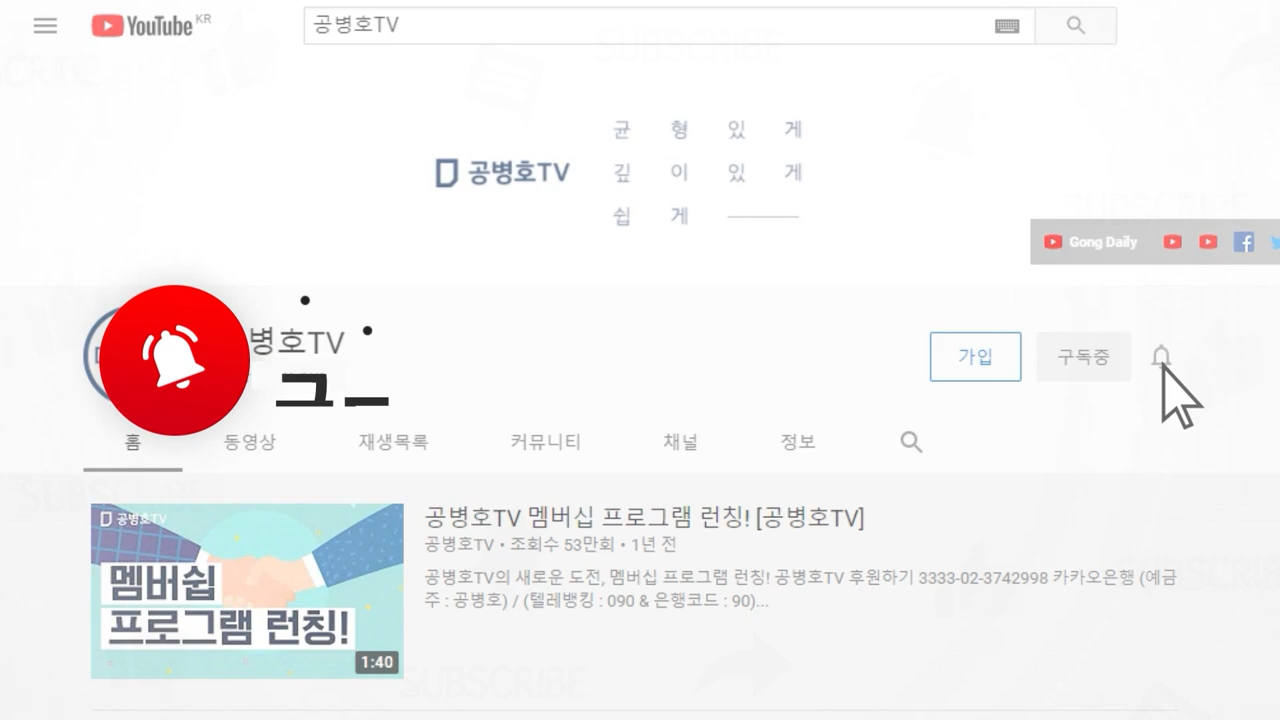 YouTube KR
공병호TV
SUBSCRIBE
균 형 있 게
공병호TV 깊 이 있 게
쉽 게
SUBSCRIBE
Gong Daily
병호TV
가입 구독중
홈 동영상 재생목록 커뮤니티 채널 정보
공병호TV 멤버십 프로그램 런칭! [공병호TV]
공병호TV • 조회수 53만회 • 1년 전
공병호TV의 새로운 도전, 멤버십 프로그램 런칭! 공병호TV 후원하기 3333-02-3742998 카카오은행 (예금
주 : 공병호) / (텔레뱅킹 : 090 & 은행코드 : 90)...
공병호TV
멤버쉽
프로그램 런칭!
1:40
SUBSCRIBE